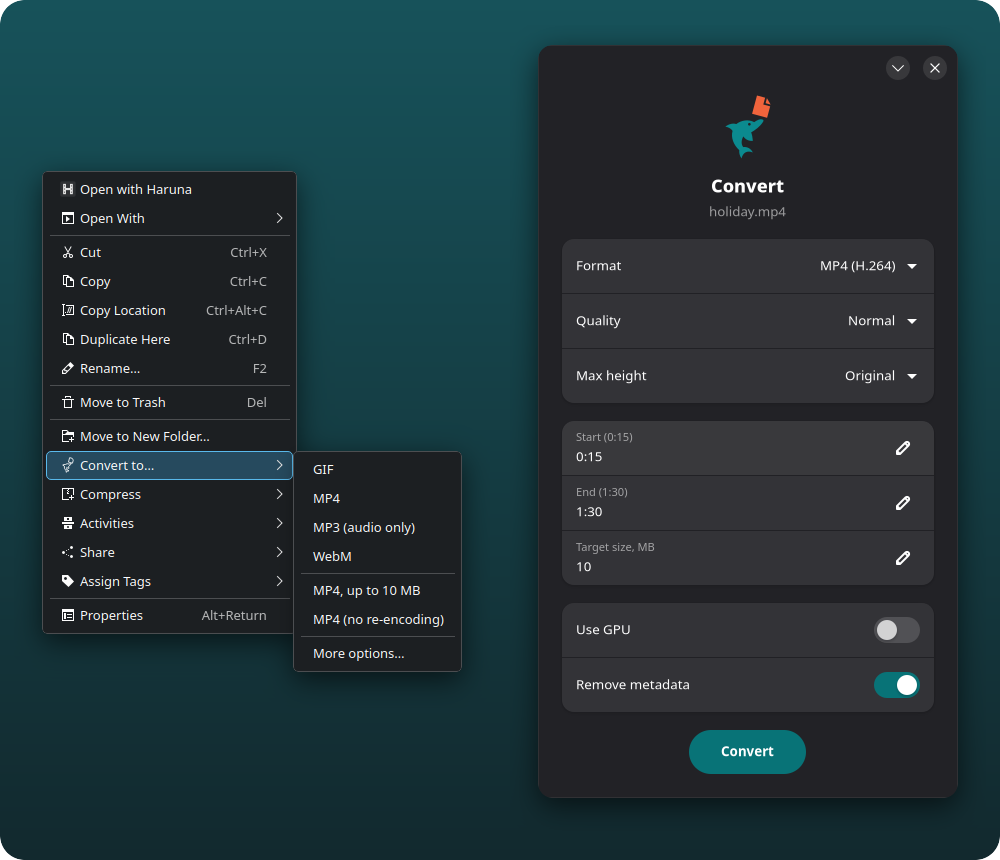 Open with Haruna
Open With
Cut Ctrl+X
Copy Ctrl+C
Copy Location Ctrl+Alt+C
Duplicate Here Ctrl+D
Rename... F2
Move to Trash Del
Move to New Folder...
Convert to...
Compress
Activities
Share
Assign Tags
Properties Alt+Return
GIF
MP4
MP3 (audio only)
WebM
MP4, up to 10 MB
MP4 (no re-encoding)
More options...
Convert
holiday.mp4
Format MP4 (H.264)
Quality Normal
Max height Original
Start (0:15)
0:15
End (1:30)
1:30
Target size, MB
10
Use GPU
Remove metadata
Convert